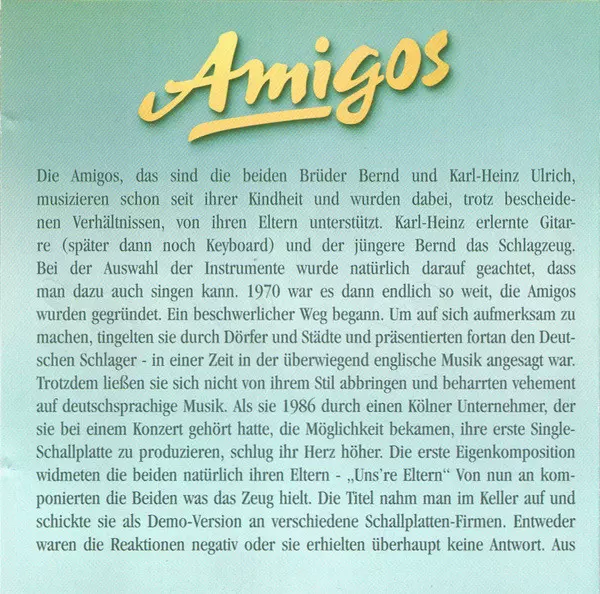 Amigos
Die Amigos, das sind die beiden Brüder Bernd und Karl-Heinz Ulrich,
musizieren schon seit ihrer Kindheit und wurden dabei, trotz bescheide-
nen Verhältnissen, von ihren Eltern unterstützt. Karl-Heinz erlernte Gitar-
re (später dann noch Keyboard) und der jüngere Bernd das Schlagzeug.
Bei der Auswahl der Instrumente wurde natürlich darauf geachtet, dass
man dazu auch singen kann. 1970 war es dann endlich so weit, die Amigos
wurden gegründet. Ein beschwerlicher Weg begann. Um auf sich aufmerksam zu
machen, tingelten sie durch Dörfer und Städte und präsentierten fortan den Deut-
schen Schlager - in einer Zeit in der überwiegend englische Musik angesagt war.
Trotzdem ließen sie sich nicht von ihrem Stil abbringen und beharrten vehement
auf deutschsprachige Musik. Als sie 1986 durch einen Kölner Unternehmer, der
sie bei einem Konzert gehört hatte, die Möglichkeit bekamen, ihre erste Single-
Schallplatte zu produzieren, schlug ihr Herz höher. Die erste Eigenkomposition
widmeten die beiden natürlich ihren Eltern - „Uns're Eltern“ Von nun an kom-
ponierten die Beiden was das Zeug hielt. Die Titel nahm man im Keller auf und
schickte sie als Demo-Version an verschiedene Schallplatten-Firmen. Entweder
waren die Reaktionen negativ oder sie erhielten überhaupt keine Antwort. Aus